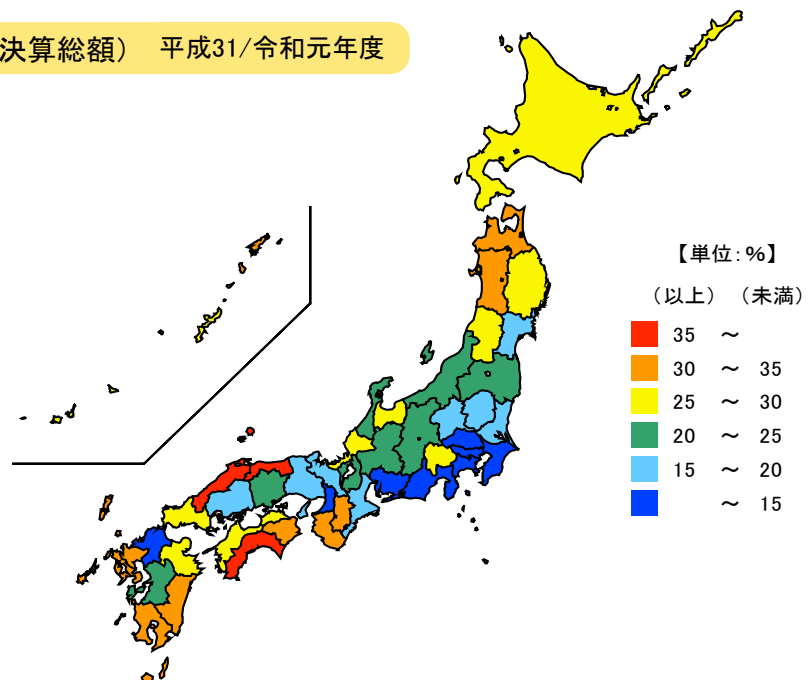 決算総額） 平成31/令和元年度
【単位：%】
（以上）（未満）
35 ～
30 ～ 35
25 ～ 30
20 ～ 25
15 ～ 20
～ 15